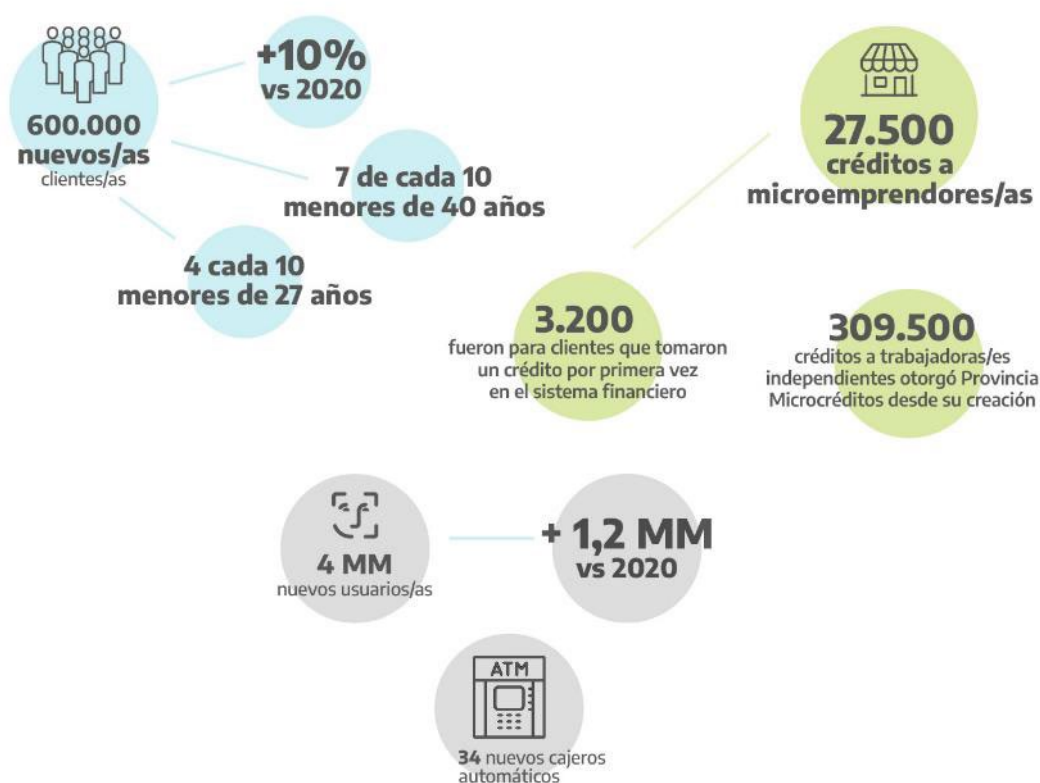 600.000
nuevos/as
clientes/as
+10%
vs 2020
7 de cada 10
menores de 40 años
4 cada 10
menores de 27 años
27.500
créditos a
microemprendores/as
3.200
fueron para clientes que tomaron
un crédito por primera vez
en el sistema financiero
309.500
créditos a trabajadoras/es
independientes otorgó Provincia
Microcréditos desde su creación
4 MM
nuevos usuarios/as
+ 1,2 MM
vs 2020
ATM
34 nuevos cajeros
automáticos